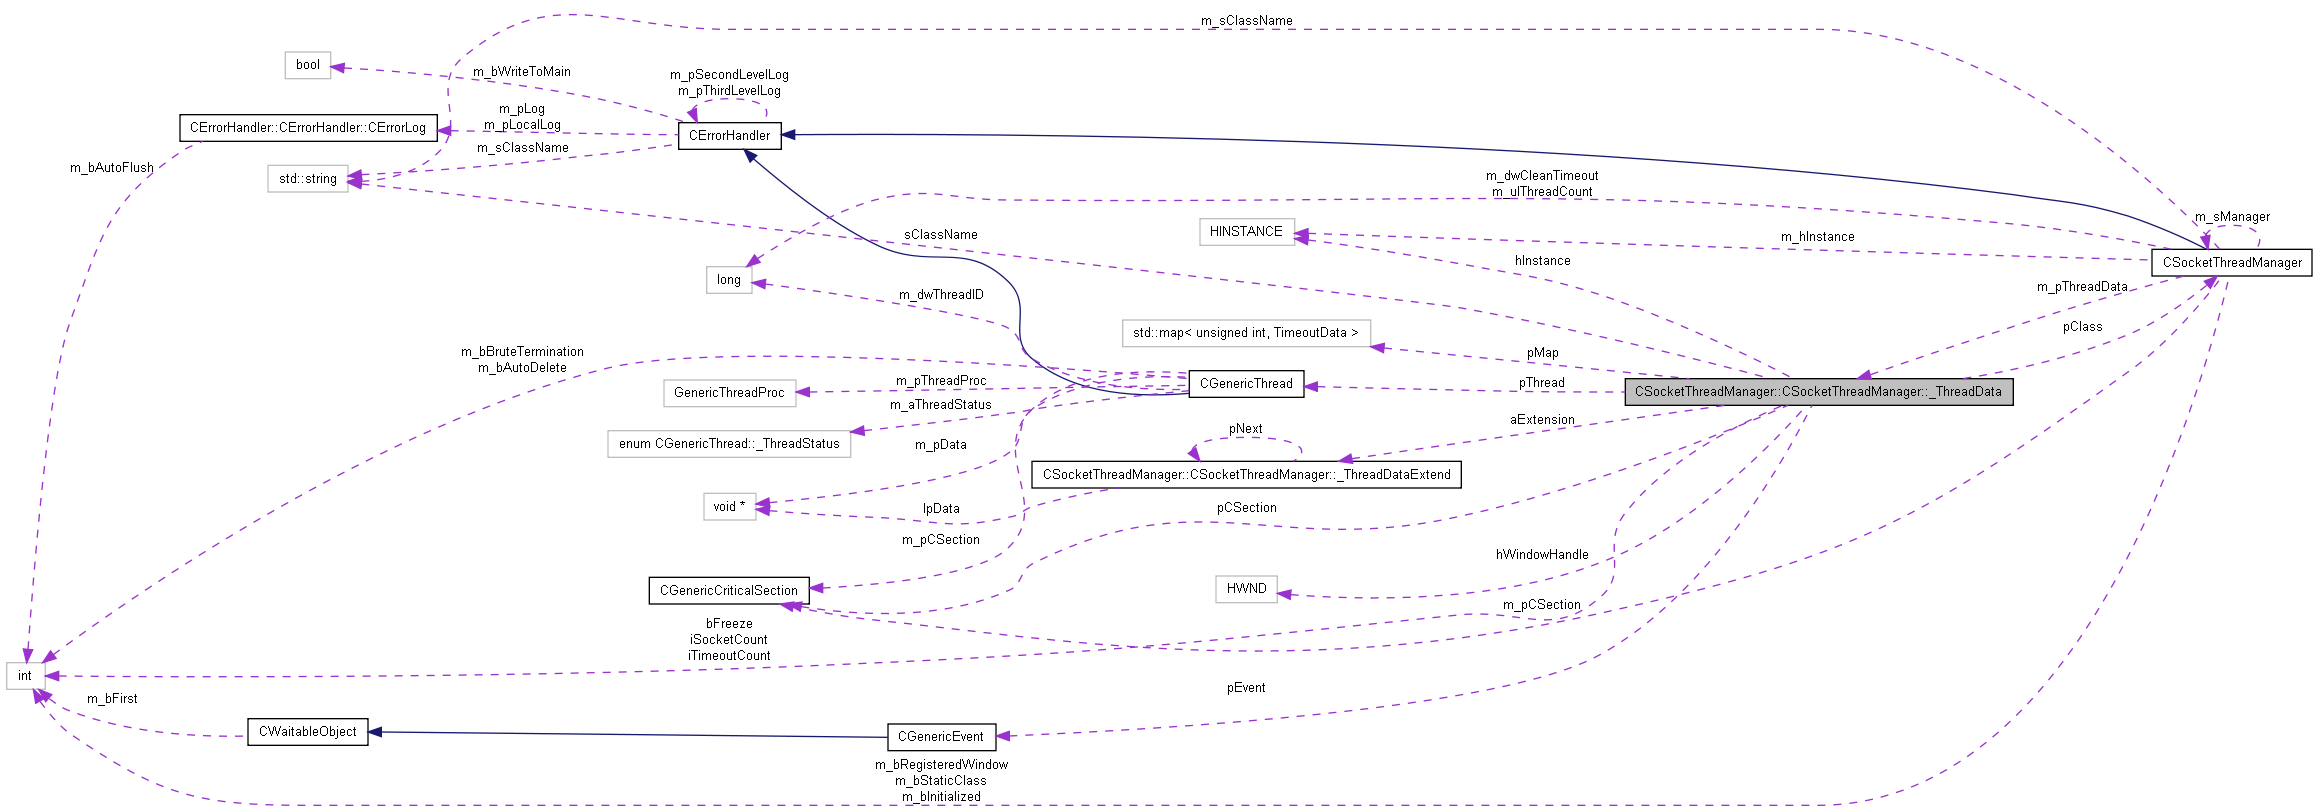 m_sClassName
bool
m_bWriteToMain
m_pSecondLevelLog
m_pThirdLevelLog
m_pLog
m_pLocalLog
CErrorHandler::CErrorHandler::CErrorLog
CErrorHandler
m_sClassName
m_bAutoFlush
std::string
m_dwCleanTimeout
m_ulThreadCount
m_sManager
sClassName
HINSTANCE
m_hInstance
hInstance
CSocketThreadManager
long
m_dwThreadID
m_pThreadData
std::map< unsigned int, TimeoutData >
pClass
m_bBruteTermination
m_bAutoDelete
pMap
m_pThreadProc
GenericThreadProc
CGenericThread
pThread
CSocketThreadManager::CSocketThreadManager::_ThreadData
m_aThreadStatus
enum CGenericThread::_ThreadStatus
m_pData
pNext
aExtension
CSocketThreadManager::CSocketThreadManager::_ThreadDataExtend
void *
lpData
pCSection
m_pCSection
hWindowHandle
CGenericCriticalSection
HWND
m_pCSection
bFreeze
iSocketCount
iTimeoutCount
int
pEvent
m_bFirst
CWaitableObject
CGenericEvent
m_bRegisteredWindow
m_bStaticClass
m_bInitialized